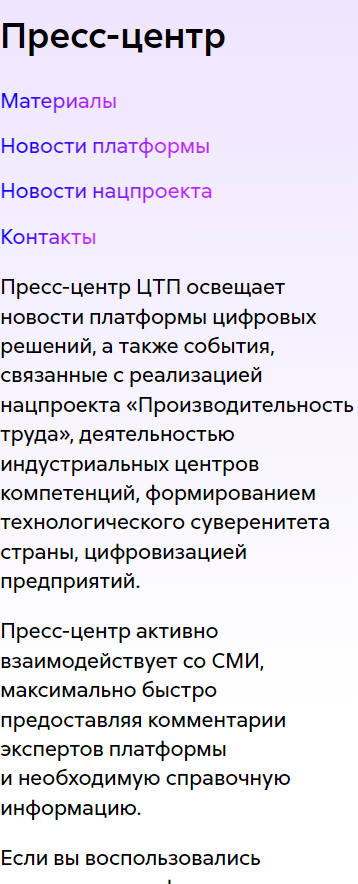 Пресс-центр
Материалы
Новости платформы
Новости нацпроекта
Контакты
Пресс-центр ЦТП освещает
новости платформы цифровых
решений, а также события,
связанные с реализацией
нацпроекта «Производительность
труда», деятельностью
индустриальных центров
компетенций, формированием
технологического суверенитета
страны, цифровизацией
предприятий.
Пресс-центр активно
взаимодействует со СМИ,
максимально быстро
предоставляя комментарии
экспертов платформы
и необходимую справочную
информацию.
Если вы воспользовались